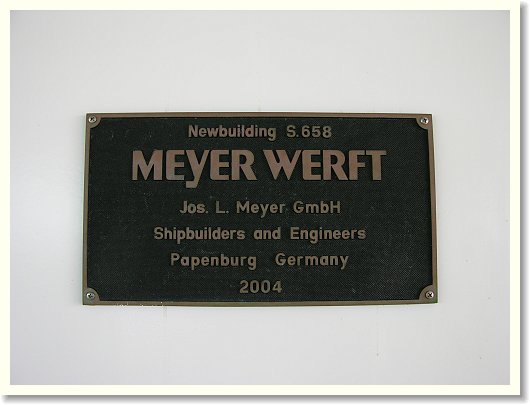 Newbuilding S.658
MEYER WERFT
Jos. L. Meyer GmbH
Shipbuilders and Engineers
Papenburg Germany
2004